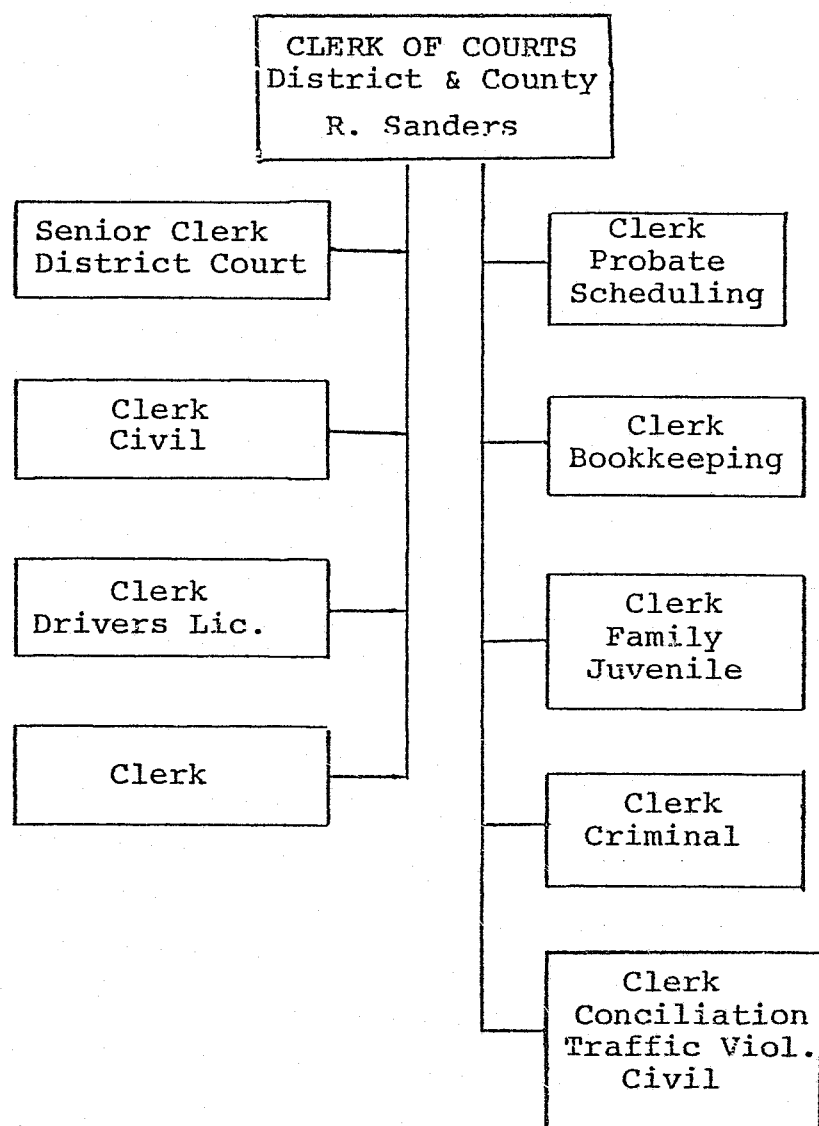 CLERK OF COURTS
District & County
R. Sanders
Senior Clerk
District Court
Clerk
Civil
Clerk
Drivers Lic.
Clerk
Clerk
Probate
Scheduling
Clerk
Bookkeeping
Clerk
Family
Juvenile
Clerk
Criminal
Clerk
Conciliation
Traffic Viol.
Civil